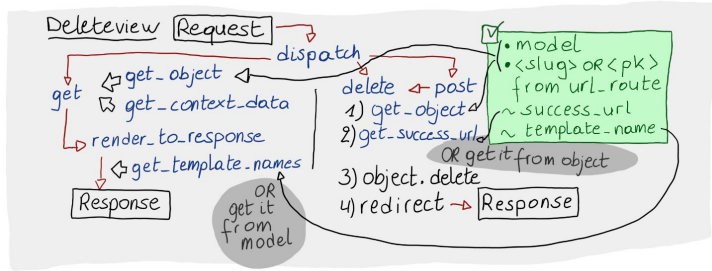 Deleteview Request
dispatch
get
get_object
get_context_data
render_to_response
get_template_names
Response
OR
get it
from
model
delete post
1) get_object
2) get_success_url
OR get it from object
3) object.delete
4) redirect Response
• model
• <slug> OR <pk>
from url_route
~ success_url
~ template_name